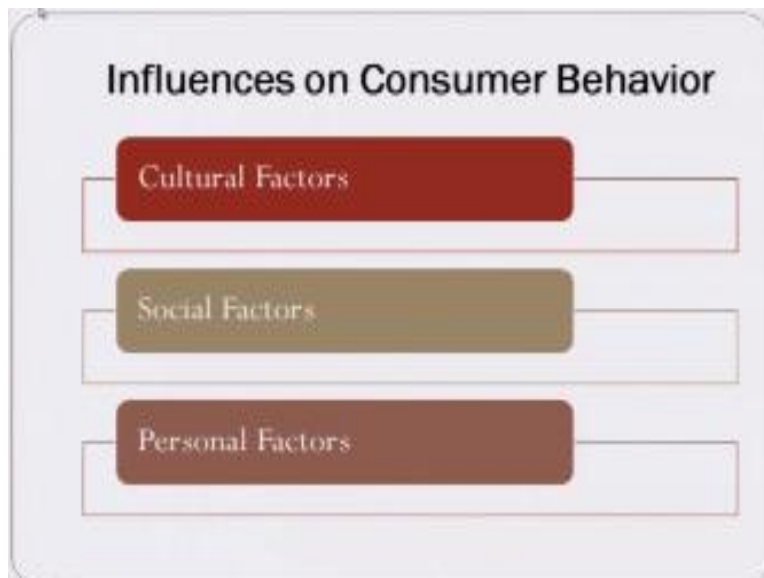 Influences on Consumer Behavior
Cultural Factors
Social Factors
Personal Factors